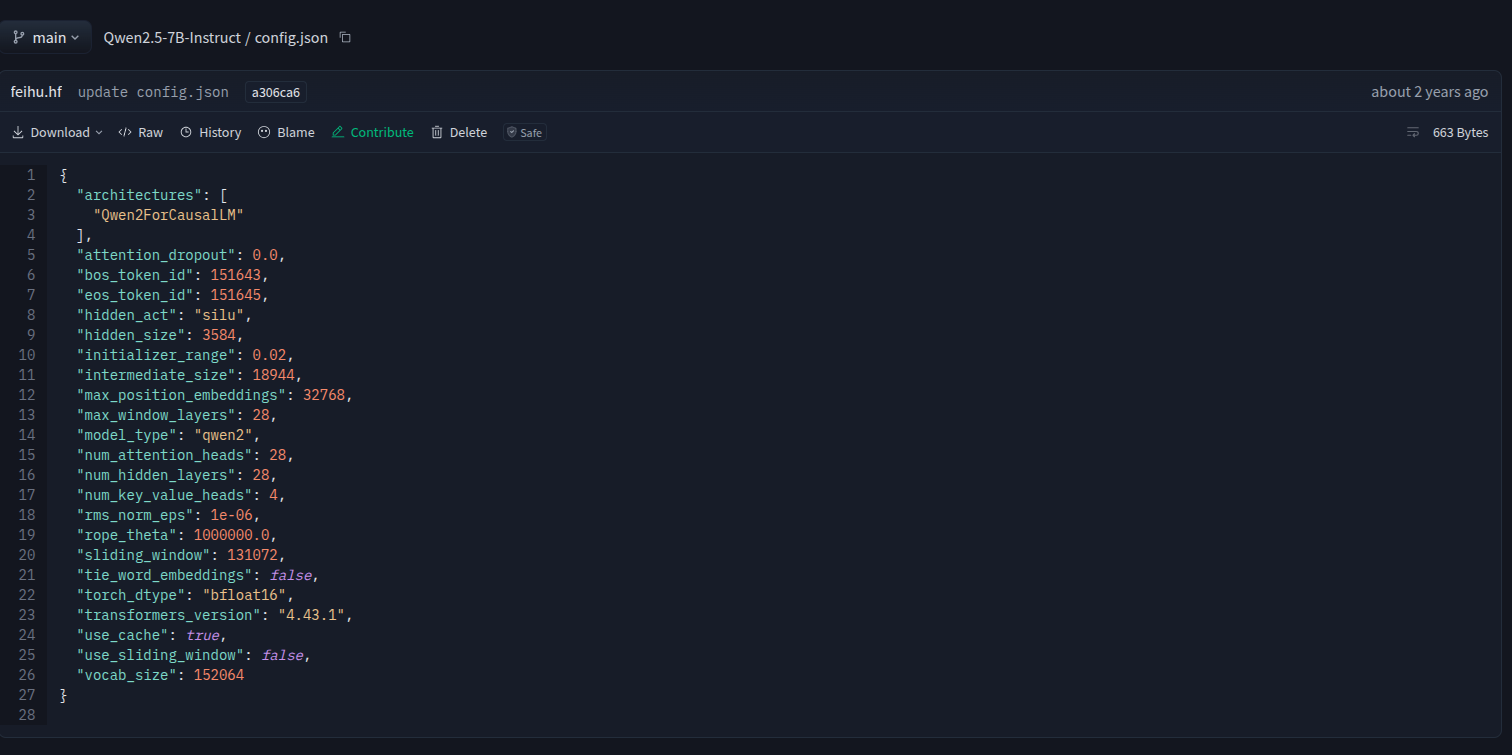 main
Qwen2.5-7B-Instruct / config.json
feihu.hf update config.json a306ca6 about 2 years ago
Download Raw History Blame Contribute Delete Safe 663 Bytes
1 {
2   "architectures": [
3     "Qwen2ForCausalLM"
4   ],
5   "attention_dropout": 0.0,
6   "bos_token_id": 151643,
7   "eos_token_id": 151645,
8   "hidden_act": "silu",
9   "hidden_size": 3584,
10   "initializer_range": 0.02,
11   "intermediate_size": 18944,
12   "max_position_embeddings": 32768,
13   "max_window_layers": 28,
14   "model_type": "qwen2",
15   "num_attention_heads": 28,
16   "num_hidden_layers": 28,
17   "num_key_value_heads": 4,
18   "rms_norm_eps": 1e-06,
19   "rope_theta": 1000000.0,
20   "sliding_window": 131072,
21   "tie_word_embeddings": false,
22   "torch_dtype": "bfloat16",
23   "transformers_version": "4.43.1",
24   "use_cache": true,
25   "use_sliding_window": false,
26   "vocab_size": 152064
27 }
28